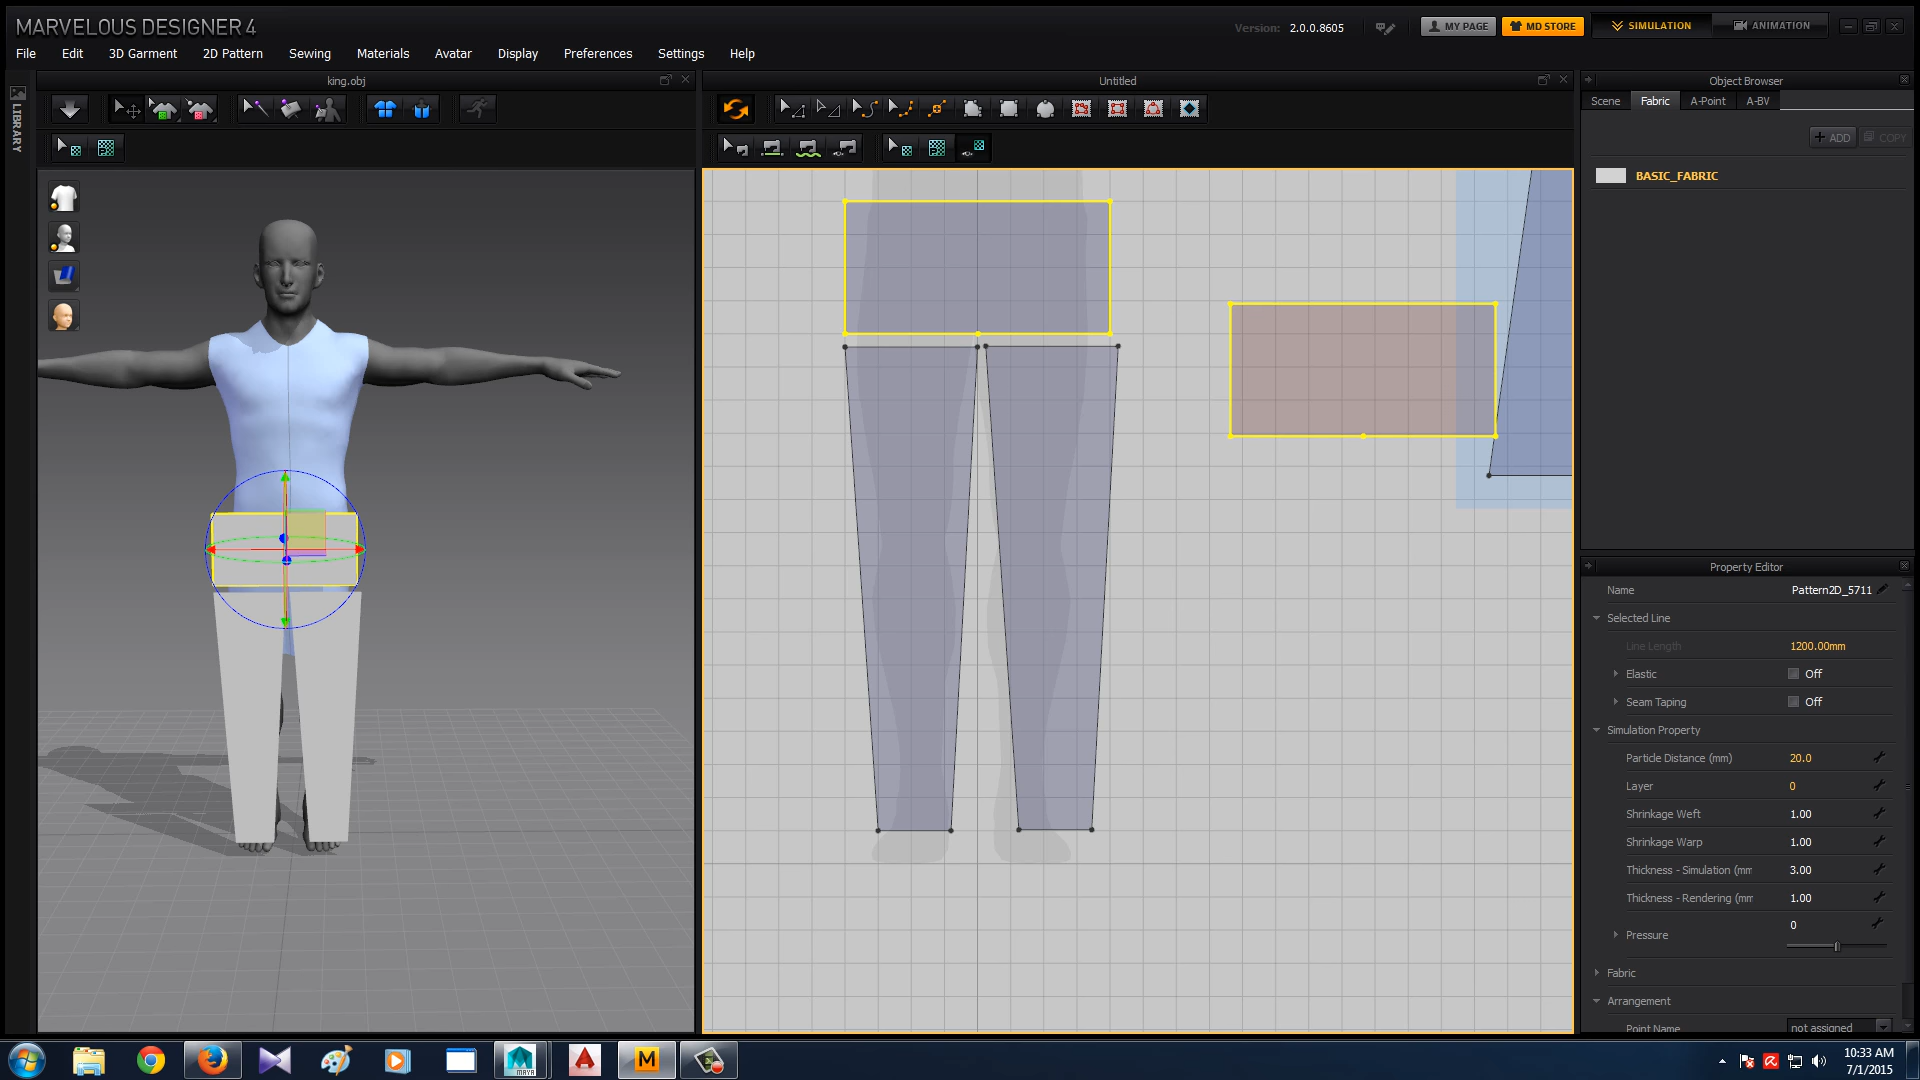 MARVELOUS DESIGNER 4
Version: 2.0.0.8605
MY PAGE
MD STORE
SIMULATION
ANIMATION
File Edit 3D Garment 2D Pattern Sewing Materials Avatar Display Preferences Settings Help
LIBRARY
king.obj
Untitled
Object Browser
Scene Fabric A-Point A-BV
+ ADD COPY
BASIC_FABRIC
Property Editor
Name Pattern2D_5711
Selected Line
Line Length 1200.00mm
Elastic Off
Seam Taping Off
Simulation Property
Particle Distance (mm) 20.0
Layer 0
Shrinkage Weft 1.00
Shrinkage Warp 1.00
Thickness - Simulation (mm 3.00
Thickness - Rendering (mm 1.00
Pressure 0
Fabric
Arrangement
Point Name not assigned
MAYA
A
M
10:33 AM
7/1/2015